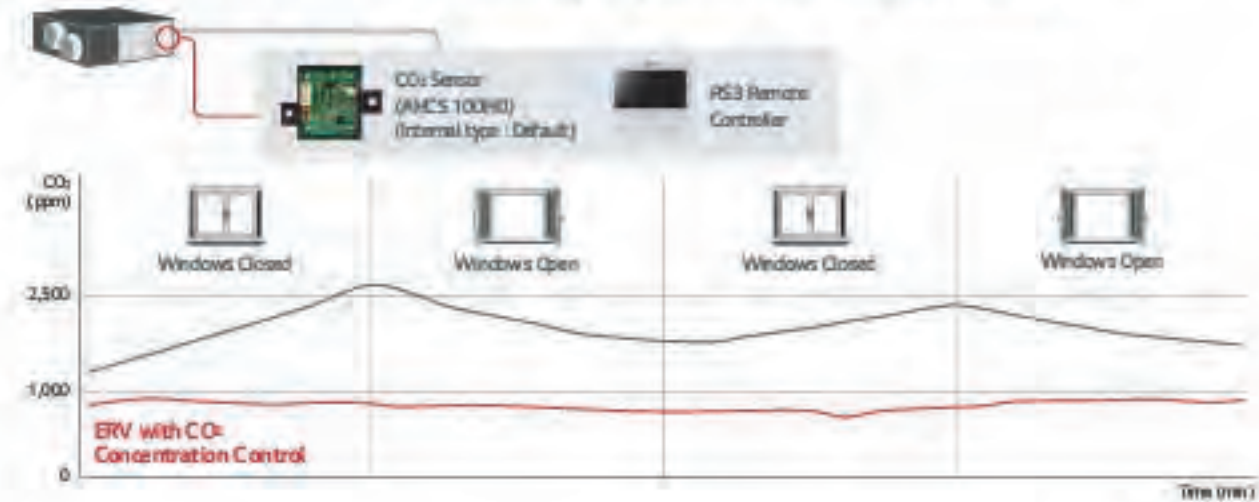 CO₂ Sensor
(AHCS 100H0)
(Internal type : Default)
RS3 Remote
Controller
CO₂
(ppm)
Windows Closed
Windows Open
Windows Closed
Windows Open
2,500
1,000
ERV with CO₂
Concentration Control
0
Time (min)